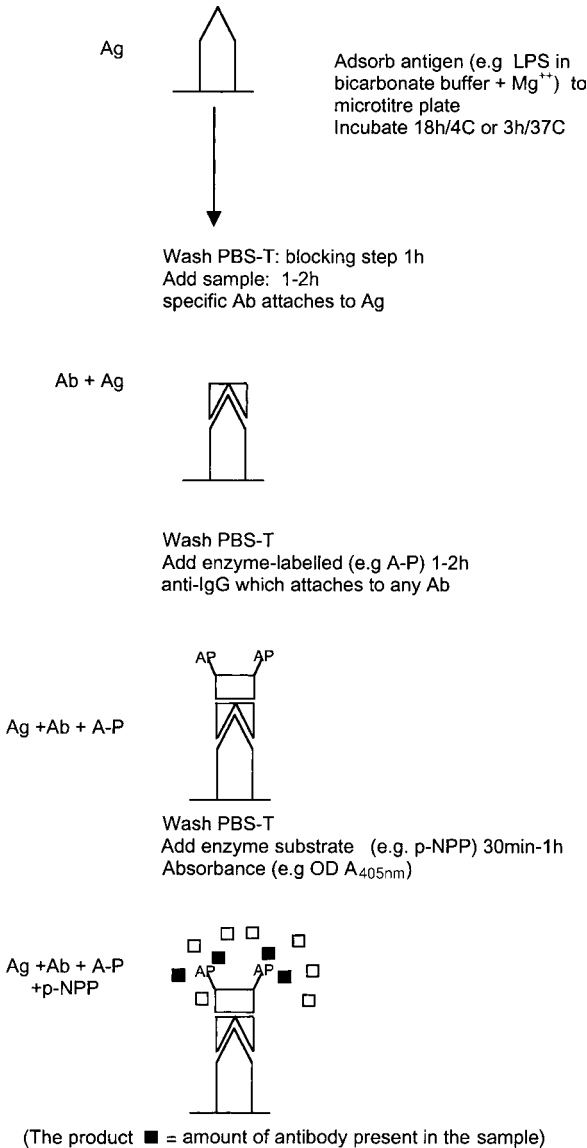 Ag
Adsorb antigen (e.g LPS in
bicarbonate buffer + Mg⁺⁺) to
microtitre plate
Incubate 18h/4C or 3h/37C
Wash PBS-T: blocking step 1h
Add sample: 1-2h
specific Ab attaches to Ag
Ab + Ag
Wash PBS-T
Add enzyme-labelled (e.g A-P) 1-2h
anti-IgG which attaches to any Ab
AP AP
Ag +Ab + A-P
Wash PBS-T
Add enzyme substrate (e.g. p-NPP) 30min-1h
Absorbance (e.g OD A405nm)
Ag +Ab + A-P
+p-NPP
AP AP
(The product ■ = amount of antibody present in the sample)